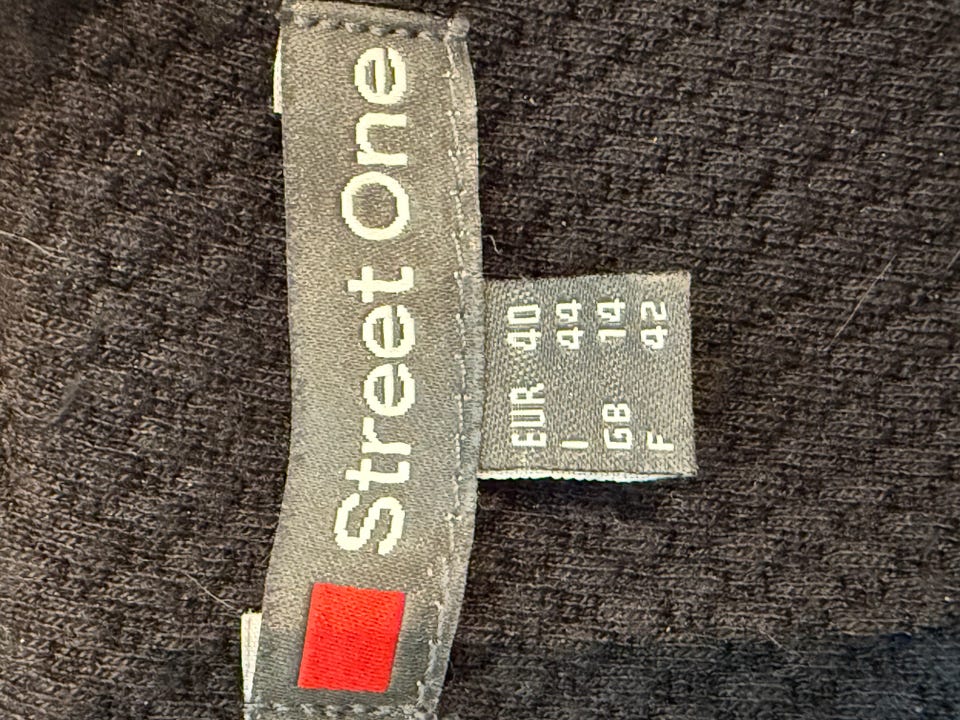 Street One
EUR 40
I 44
GB 14
F 42